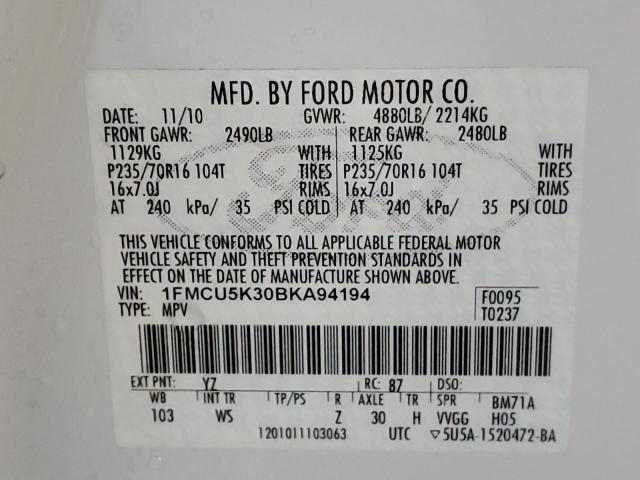 MFD. BY FORD MOTOR CO.
DATE: 11/10 GVWR: 4880LB/ 2214KG
FRONT GAWR: 2490LB REAR GAWR: 2480LB
1129KG WITH 1125KG WITH
P235/70R16 104T TIRES P235/70R16 104T TIRES
16x7.0J RIMS 16x7.0J RIMS
AT 240 kPa/ 35 PSI COLD AT 240 kPa/ 35 PSI COLD
THIS VEHICLE CONFORMS TO ALL APPLICABLE FEDERAL MOTOR
VEHICLE SAFETY AND THEFT PREVENTION STANDARDS IN
EFFECT ON THE DATE OF MANUFACTURE SHOWN ABOVE.
VIN: 1FMCU5K30BKA94194 F0095
TYPE: MPV T0237
EXT PNT: YZ RC: 87 DSO:
WB INT TR TP/PS R AXLE TR SPR BM71A
103 WS Z 30 H VVGG H05
1201011103063 UTC ▽5U5A-1520472-BA